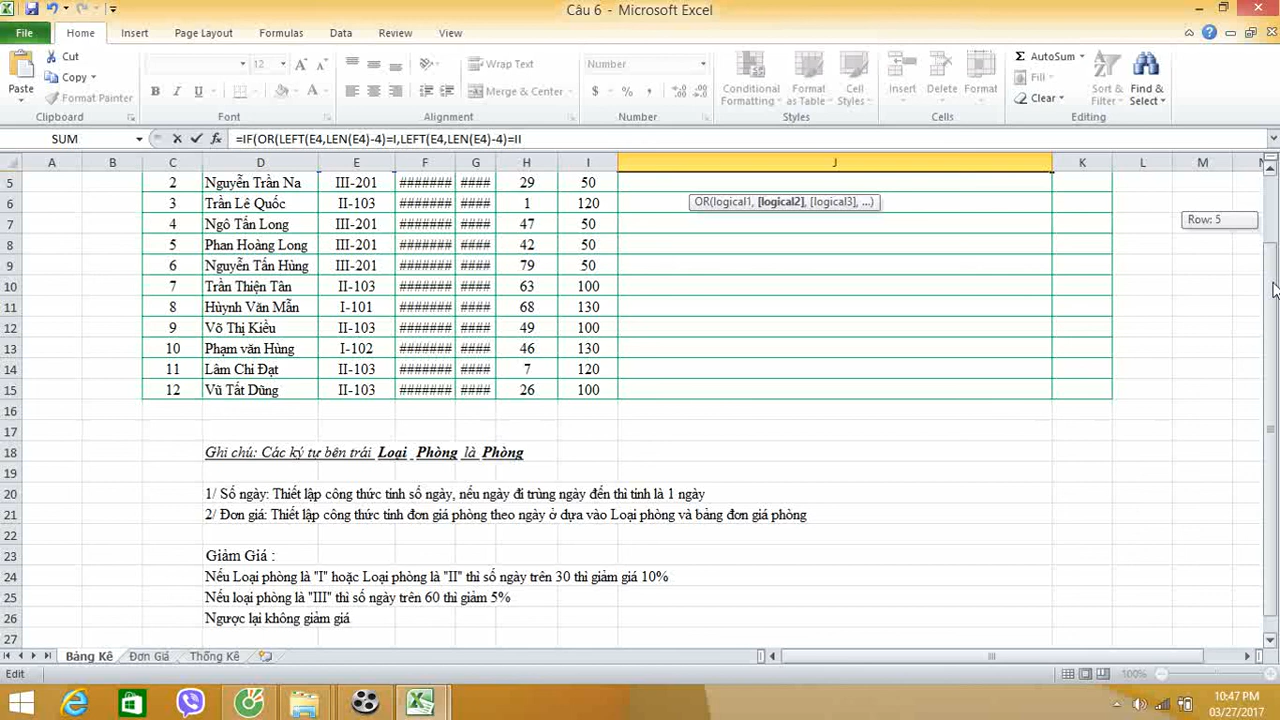 Câu 6 - Microsoft Excel
File Home Insert Page Layout Formulas Data Review View
Paste
Cut
Copy
Format Painter
Clipboard
12
Font
Wrap Text
Merge & Center
Alignment
Number
$ % ,
Number
Conditional Formatting
Format as Table
Cell Styles
Styles
Insert Delete Format
Cells
AutoSum
Fill
Clear
Sort & Filter
Find & Select
Editing
SUM =IF(OR(LEFT(E4,LEN(E4)-4)=I,LEFT(E4,LEN(E4)-4)=II
A B C D E F G H I J K L M
5 2 Nguyễn Trần Na III-201 ####### #### 29 50
6 3 Trần Lê Quốc II-103 ####### #### 1 120
OR(logical1, [logical2], [logical3], ...)
Row: 5
7 4 Ngô Tấn Long III-201 ####### #### 47 50
8 5 Phan Hoàng Long III-201 ####### #### 42 50
9 6 Nguyễn Tấn Hùng III-201 ####### #### 79 50
10 7 Trần Thiện Tân II-103 ####### #### 63 100
11 8 Hùynh Văn Mẫn I-101 ####### #### 68 130
12 9 Võ Thị Kiều II-103 ####### #### 49 100
13 10 Phạm văn Hùng I-102 ####### #### 46 130
14 11 Lâm Chi Đạt II-103 ####### #### 7 120
15 12 Vũ Tất Dũng II-103 ####### #### 26 100
16
17
18 Ghi chú: Các ký tư bên trái Loại Phòng là Phòng
19
20 1/ Số ngày: Thiết lập công thức tinh số ngày, nếu ngày đi trùng ngày đến thì tinh là 1 ngày
21 2/ Đơn giá: Thiết lập công thức tinh đơn giá phòng theo ngày ở dựa vào Loại phòng và bảng đơn giá phòng
22
23 Giảm Giá :
24 Nếu Loại phòng là "I" hoặc Loại phòng là "II" thì số ngày trên 30 thì giảm giá 10%
25 Nếu loại phòng là "III" thì số ngày trên 60 thì giảm 5%
26 Ngược lại không giảm giá
27
Bảng Kê Đơn Giá Thống Kê
Edit
100%
10:47 PM
03/27/2017